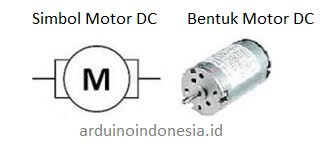 Simbol Motor DC
Bentuk Motor DC
M
arduinoindonesia.id